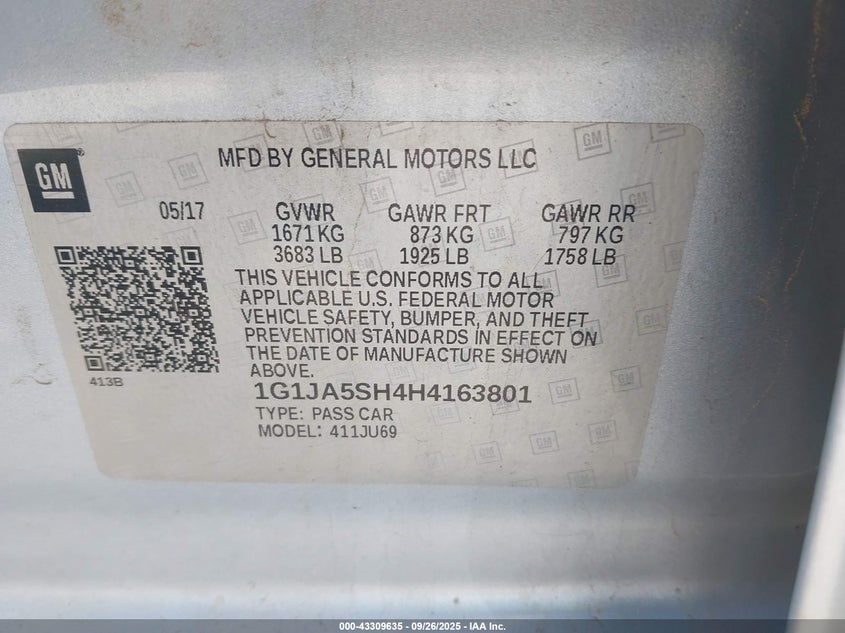 GM
MFD BY GENERAL MOTORS LLC
05/17 GVWR GAWR FRT GAWR RR
1671 KG 873 KG 797 KG
3683 LB 1925 LB 1758 LB
THIS VEHICLE CONFORMS TO ALL
APPLICABLE U.S. FEDERAL MOTOR
VEHICLE SAFETY, BUMPER, AND THEFT
PREVENTION STANDARDS IN EFFECT ON
THE DATE OF MANUFACTURE SHOWN
ABOVE.
413B
1G1JA5SH4H4163801
TYPE: PASS CAR
MODEL: 411JU69
000-43309635 - 09/26/2025 - IAA Inc.